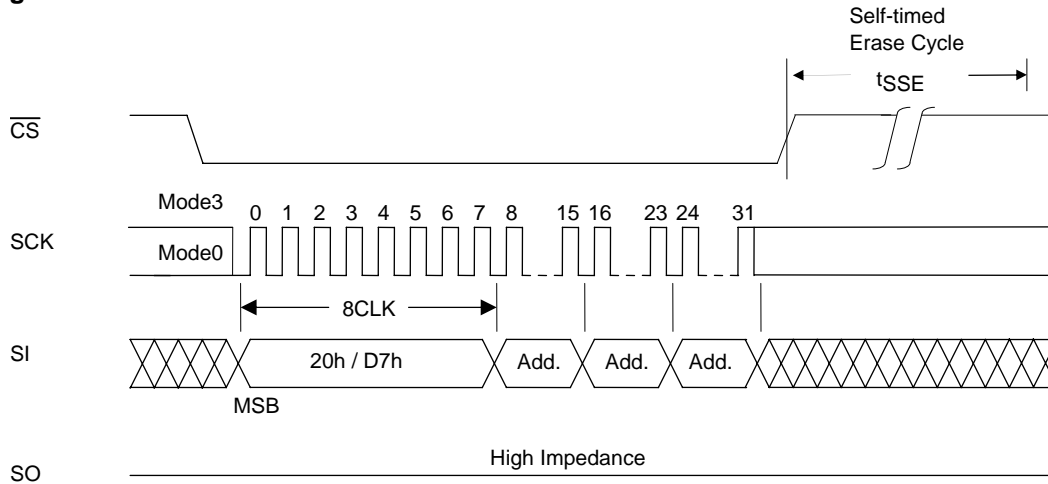 Self-timed
Erase Cycle
tSSE
CS
Mode3
0 1 2 3 4 5 6 7 8 15 16 23 24 31
SCK
Mode0
8CLK
SI
20h / D7h Add. Add. Add.
MSB
High Impedance
SO